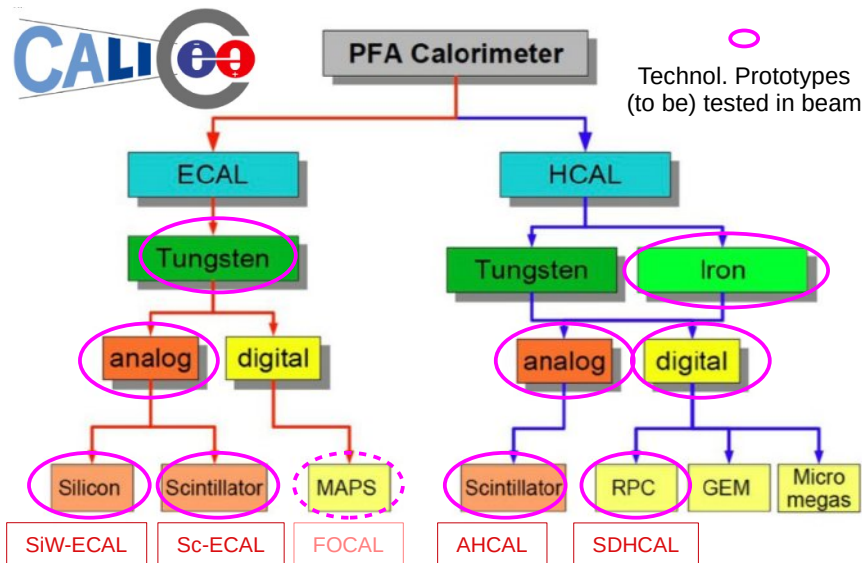 CALICe
PFA Calorimeter
Technol. Prototypes
(to be) tested in beam
ECAL
HCAL
Tungsten
Tungsten
Iron
analog
digital
analog
digital
Silicon
Scintillator
MAPS
Scintillator
RPC
GEM
Micro
megas
SiW-ECAL
Sc-ECAL
FOCAL
AHCAL
SDHCAL